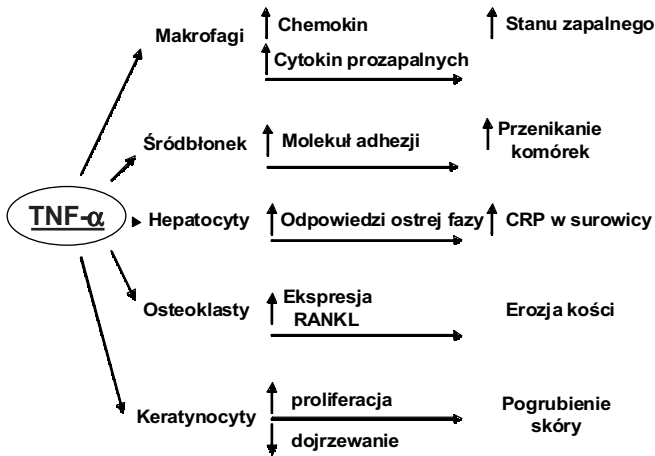 Makrofagi ↑ Chemokin ↑ Stanu zapalnego
↑ Cytokin prozapalnych
Śródbłonek ↑ Molekuł adhezji ↑ Przenikanie
komórek
TNF-α
Hepatocyty ↑ Odpowiedzi ostrej fazy ↑ CRP w surowicy
Osteoklasty ↑ Ekspresja
RANKL
Erozja kości
Keratynocyty ↑ proliferacja
↓ dojrzewanie
Pogrubienie
skóry